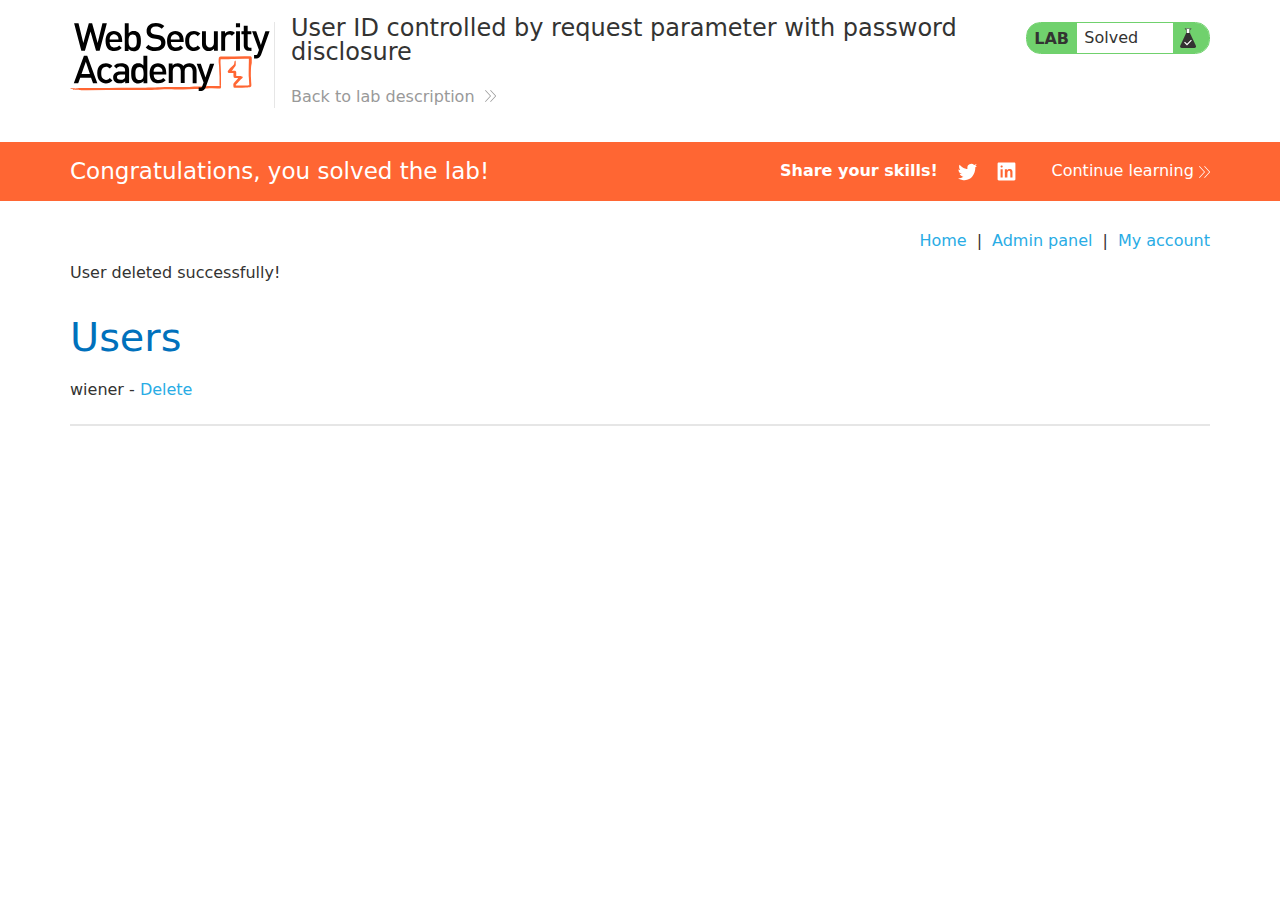 Web Security
Academy
User ID controlled by request parameter with password
disclosure
Back to lab description
LAB Solved
Congratulations, you solved the lab!
Share your skills!
Continue learning
Home | Admin panel | My account
User deleted successfully!
Users
wiener - Delete